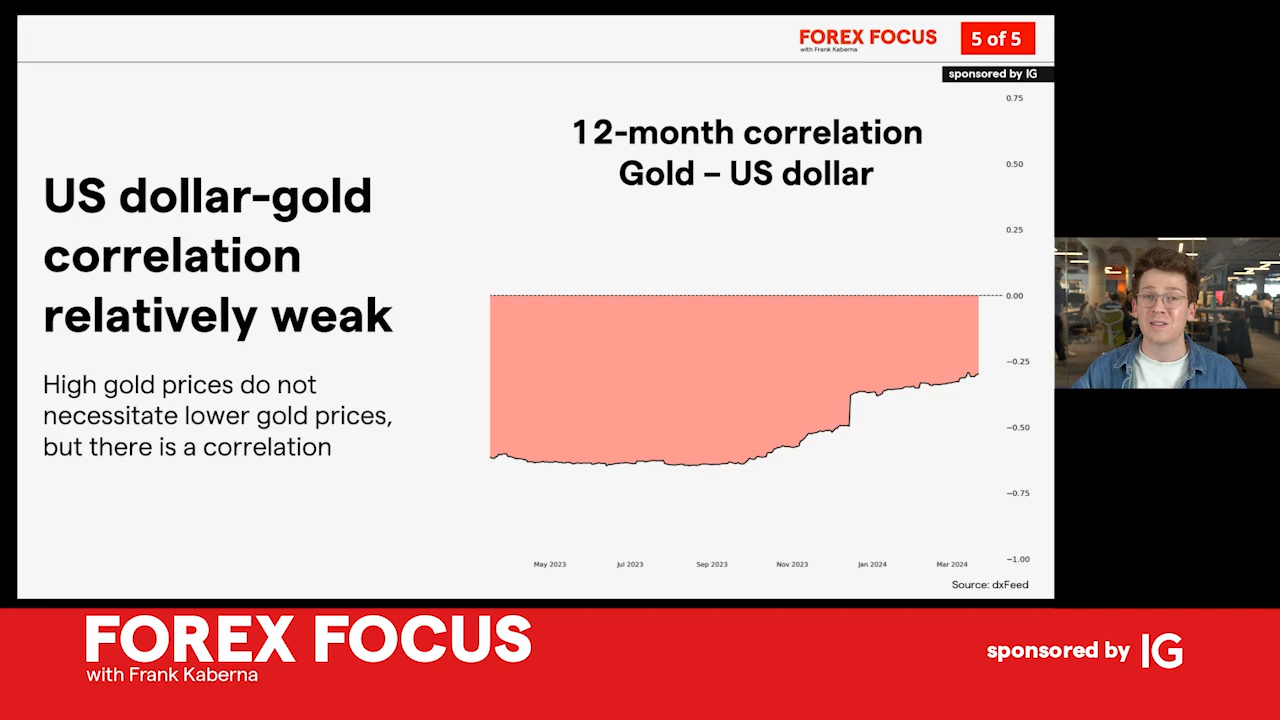 FOREX FOCUS
with Frank Kaberna
5 of 5
sponsored by IG
US dollar-gold
correlation
relatively weak
High gold prices do not
necessitate lower gold prices,
but there is a correlation
12-month correlation
Gold – US dollar
0.75
0.50
0.25
0.00
−0.25
−0.50
−0.75
−1.00
May 2023
Jul 2023
Sep 2023
Nov 2023
Jan 2024
Mar 2024
Source: dxFeed
FOREX FOCUS
with Frank Kaberna
sponsored by IG